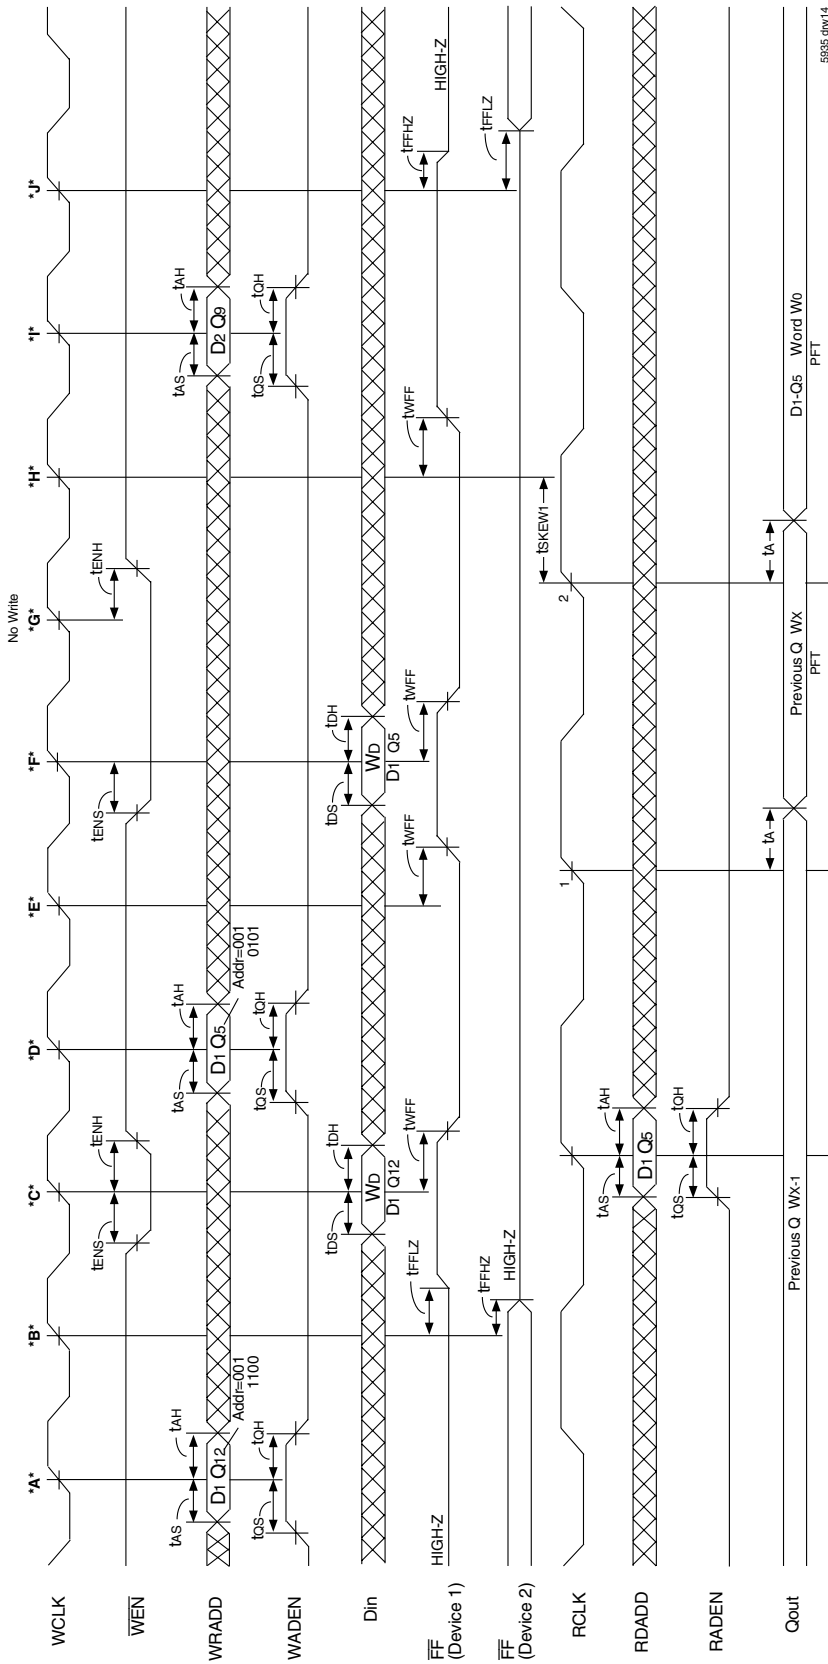 No Write
*A* *B* *C* *D* *E* *F* *G* *H* *I* *J*
WCLK
tENS tENH tENS tENH
WEN
tAS tAH tAS tAH tAS tAH
WRADD D1 Q12 D1 Q5 D2 Q9
Addr=001
1100
Addr=001
0101
tQS tQH tQS tQH tQS tQH
WADEN
tDS tDH tDS tDH
Din WD WD
D1 Q12 D1 Q5
tFFLZ tWFF tWFF tWFF tWFF tFFHZ
FF
(Device 1)
HIGH-Z HIGH-Z
tFFHZ tFFLZ
FF
(Device 2)
HIGH-Z
tSKEW1
RCLK 1 2
tAS tAH
RDADD D1 Q5
tQS tQH
RADEN
tA tA
Qout Previous Q WX-1 Previous Q WX D1-Q5 Word W0
PFT PFT
5935 drw14